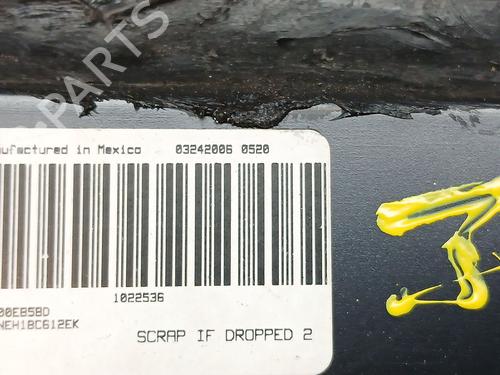 B-PARTS
ufactured in Mexico 03242006 0520
1022536
00EB5BD
NEH1BC612EK
SCRAP IF DROPPED 2